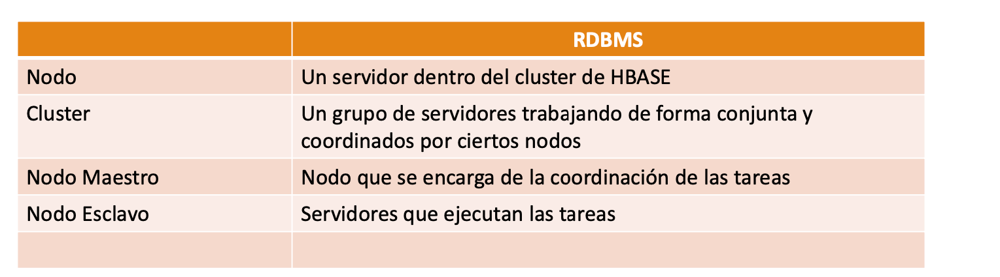 RDBMS
Nodo
Un servidor dentro del cluster de HBASE
Cluster
Un grupo de servidores trabajando de forma conjunta y
coordinados por ciertos nodos
Nodo Maestro
Nodo que se encarga de la coordinación de las tareas
Nodo Esclavo
Servidores que ejecutan las tareas